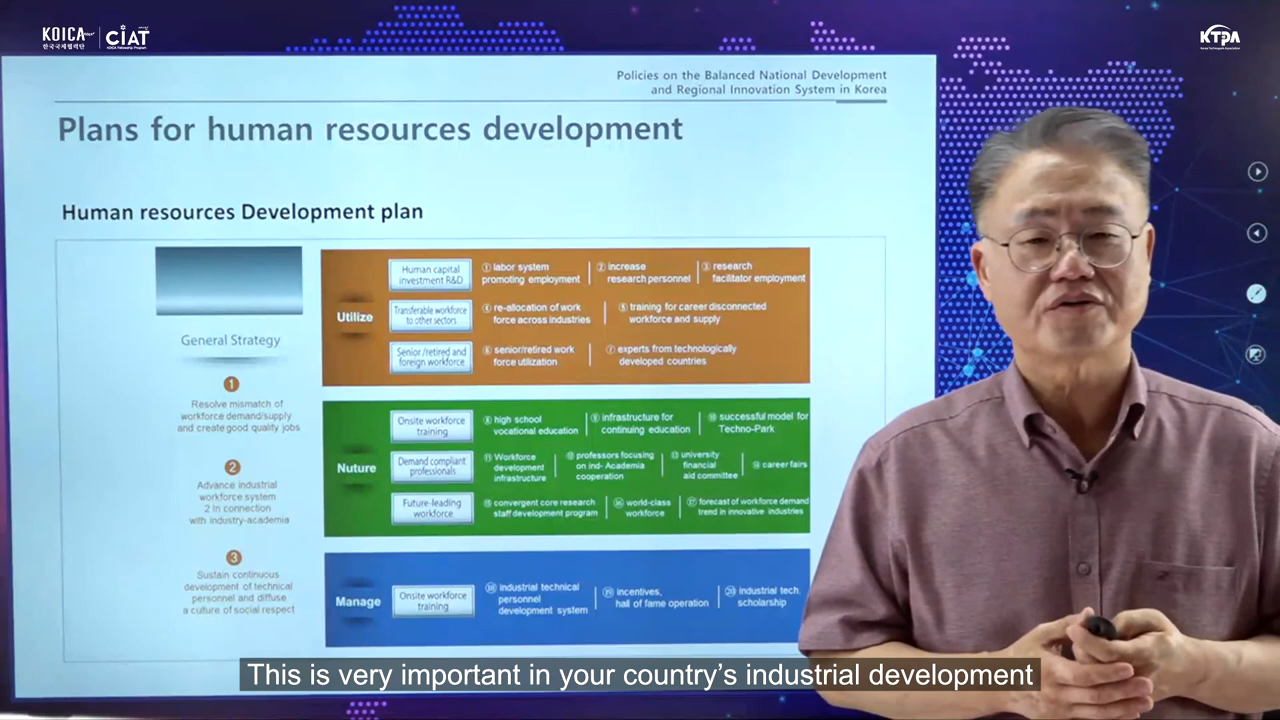 KOICA
한국국제협력단
CIAT
KOICA Fellowship Program
KTPA
Korea Technopark Association
Policies on the Balanced National Development
and Regional Innovation System in Korea
Plans for human resources development
Human resources Development plan
General Strategy
1
Resolve mismatch of
workforce demand/supply
and create good quality jobs
2
Advance industrial
workforce system
2 In connection
with industry-academia
3
Sustain continuous
development of technical
personnel and diffuse
a culture of social respect
Utilize
Human capital
investment R&D
① labor system
promoting employment
② increase
research personnel
③ research
facilitator employment
Transferable workforce
to other sectors
④ re-allocation of work
force across industries
⑤ training for career disconnected
workforce and supply
Senior/retired and
foreign workforce
⑥ senior/retired work
force utilization
⑦ experts from technologically
developed countries
Nuture
Onsite workforce
training
⑧ high school
vocational education
⑨ infrastructure for
continuing education
⑩ successful model for
Techno-Park
Demand compliant
professionals
⑪ Workforce
development
infrastructure
⑫ professors focusing
on ind- Academia
cooperation
⑬ university
financial
aid committee
⑭ career fairs
Future-leading
workforce
⑮ convergent core research
staff development program
⑯ world-class
workforce
⑰ forecast of workforce demand
trend in innovative industries
Manage
Onsite workforce
training
⑱ industrial technical
personnel
development system
⑲ incentives,
hall of fame operation
⑳ industrial tech.
scholarship
This is very important in your country's industrial development